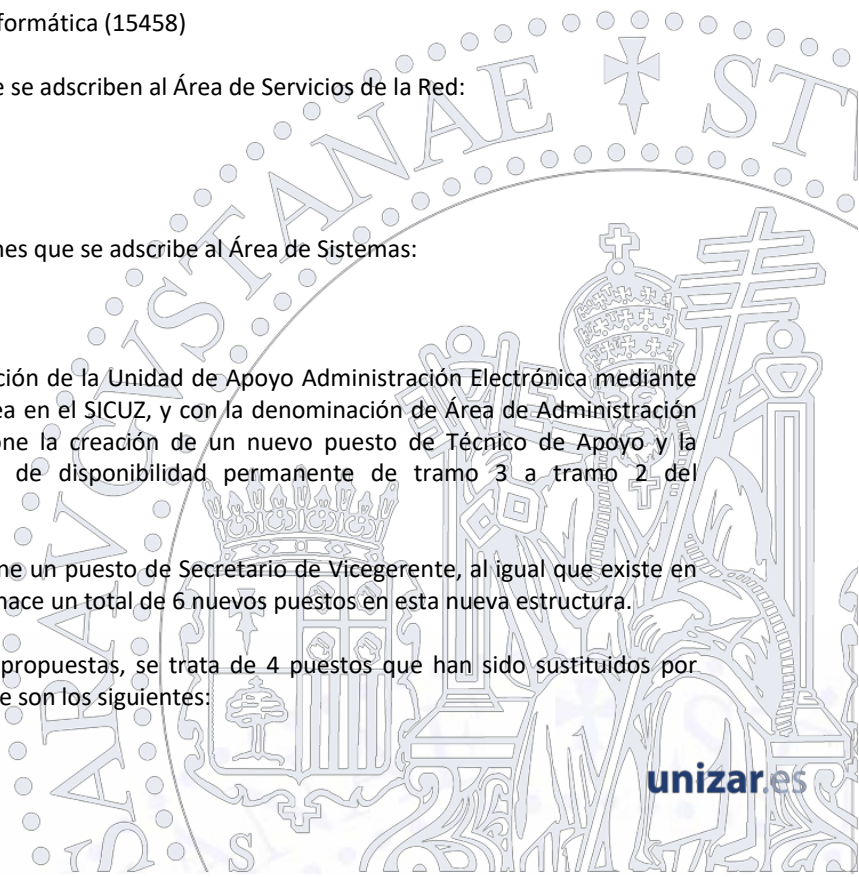 nformática (15458)
e se adscriben al Área de Servicios de la Red:
nes que se adscribe al Área de Sistemas:
ción de la Unidad de Apoyo Administración Electrónica mediante
ea en el SICUZ, y con la denominación de Área de Administración
one la creación de un nuevo puesto de Técnico de Apoyo y la
de disponibilidad permanente de tramo 3 a tramo 2 del
ne un puesto de Secretario de Vicegerente, al igual que existe en
hace un total de 6 nuevos puestos en esta nueva estructura.
propuestas, se trata de 4 puestos que han sido sustituidos por
e son los siguientes:
unizar.es
SARAVGVSTANAE ST
S